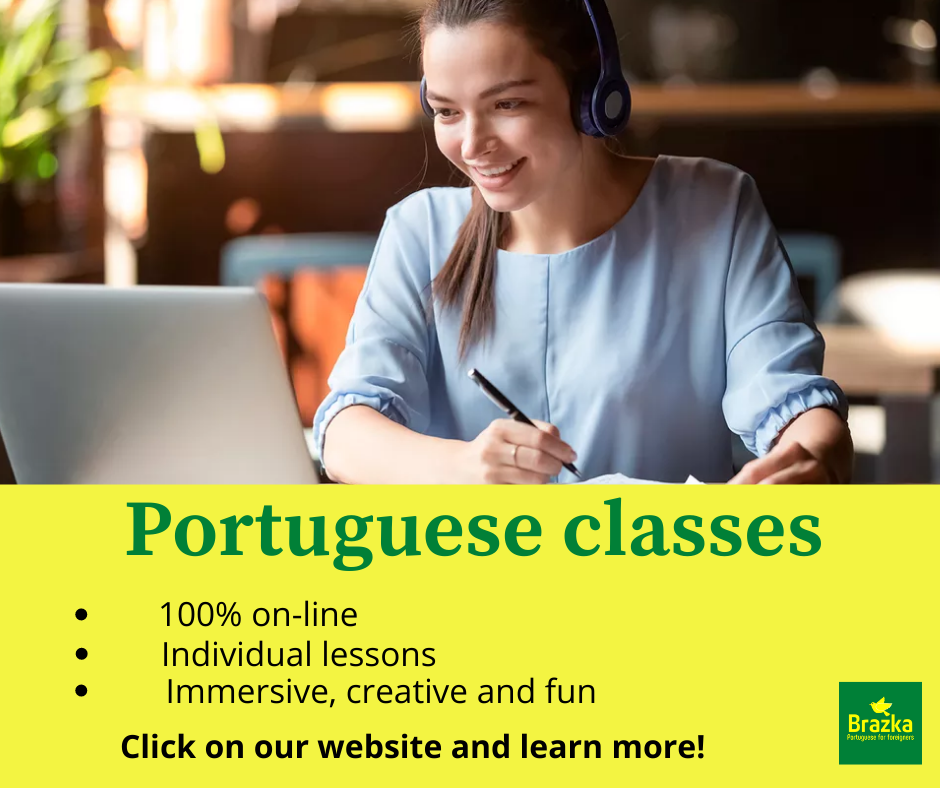 Portuguese classes
100% on-line
Individual lessons
Immersive, creative and fun
Click on our website and learn more!
Brazka
Portuguese for foreigners